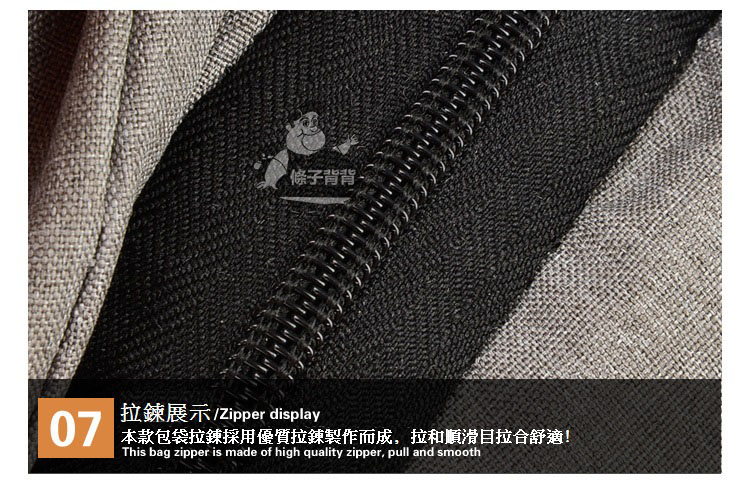 條子背背
07
拉鍊展示/Zipper display
本款包袋拉鍊採用優質拉鍊製作而成，拉和順滑目拉合舒適!
This bag zipper is made of high quality zipper, pull and smooth